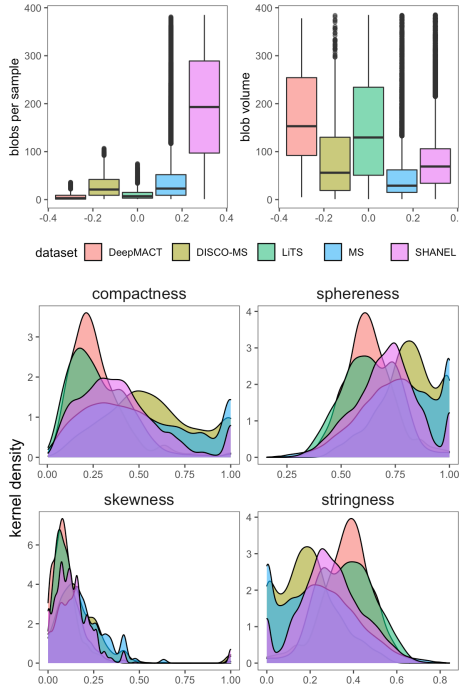 blobs per sample
400
300
200
100
0
-0.4 -0.2 0.0 0.2 0.4
blob volume
400
300
200
100
0
-0.2 0.0 0.2
dataset DeepMACT DISCO-MS LiTS MS SHANEL
kernel density
compactness
3
2
1
0
0.00 0.25 0.50 0.75 1.00
sphereness
4
3
2
1
0
0.25 0.50 0.75 1.00
skewness
6
4
2
0
0.00 0.25 0.50 0.75 1.00
stringness
4
3
2
1
0
0.0 0.2 0.4 0.6 0.8